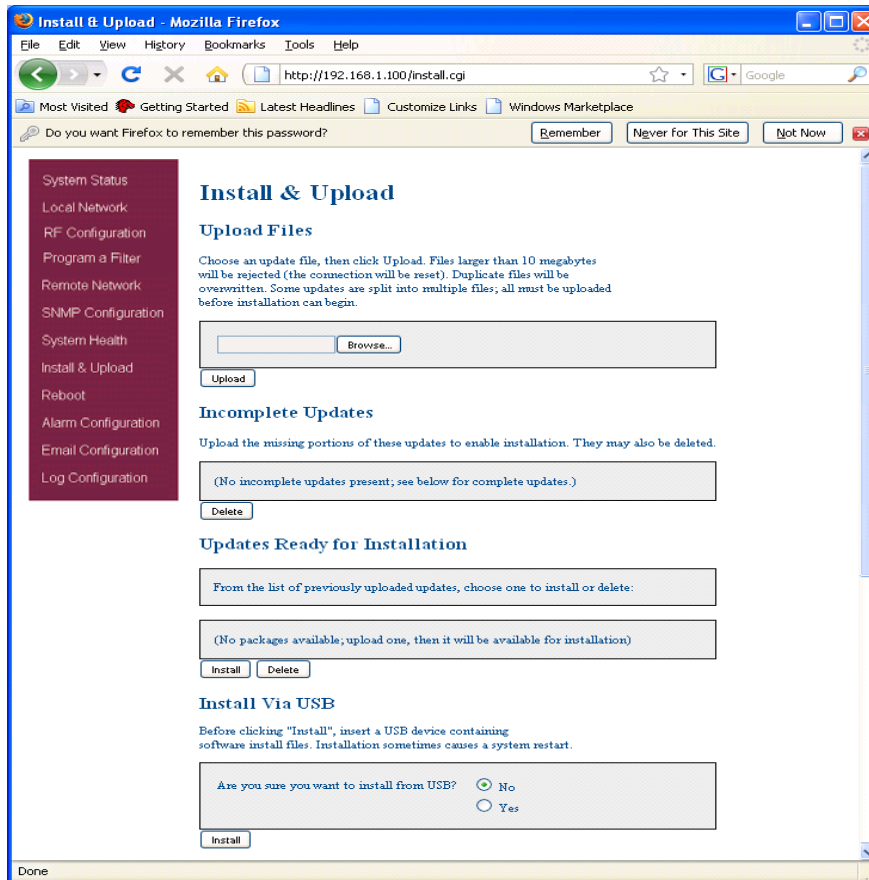 Install & Upload - Mozilla Firefox
File Edit View History Bookmarks Tools Help
http://192.168.1.100/install.cgi
G Google
Most Visited Getting Started Latest Headlines Customize Links Windows Marketplace
Do you want Firefox to remember this password? Remember Never for This Site Not Now
System Status
Local Network
RF Configuration
Program a Filter
Remote Network
SNMP Configuration
System Health
Install & Upload
Reboot
Alarm Configuration
Email Configuration
Log Configuration
Install & Upload
Upload Files
Choose an update file, then click Upload. Files larger than 10 megabytes
will be rejected (the connection will be reset). Duplicate files will be
overwritten. Some updates are split into multiple files; all must be uploaded
before installation can begin.
Browse...
Upload
Incomplete Updates
Upload the missing portions of these updates to enable installation. They may also be deleted.
(No incomplete updates present; see below for complete updates.)
Delete
Updates Ready for Installation
From the list of previously uploaded updates, choose one to install or delete:
(No packages available; upload one, then it will be available for installation)
Install Delete
Install Via USB
Before clicking "Install", insert a USB device containing
software install files. Installation sometimes causes a system restart.
Are you sure you want to install from USB? No
Yes
Install
Done